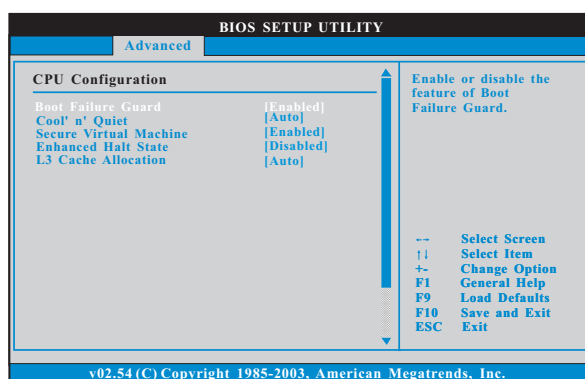 BIOS SETUP UTILITY
Advanced
CPU Configuration
Boot Failure Guard [Enabled]
Cool' n' Quiet [Auto]
Secure Virtual Machine [Enabled]
Enhanced Halt State [Disabled]
L3 Cache Allocation [Auto]
Enable or disable the
feature of Boot
Failure Guard.
←→ Select Screen
↑↓ Select Item
+- Change Option
F1 General Help
F9 Load Defaults
F10 Save and Exit
ESC Exit
v02.54 (C) Copyright 1985-2003, American Megatrends, Inc.